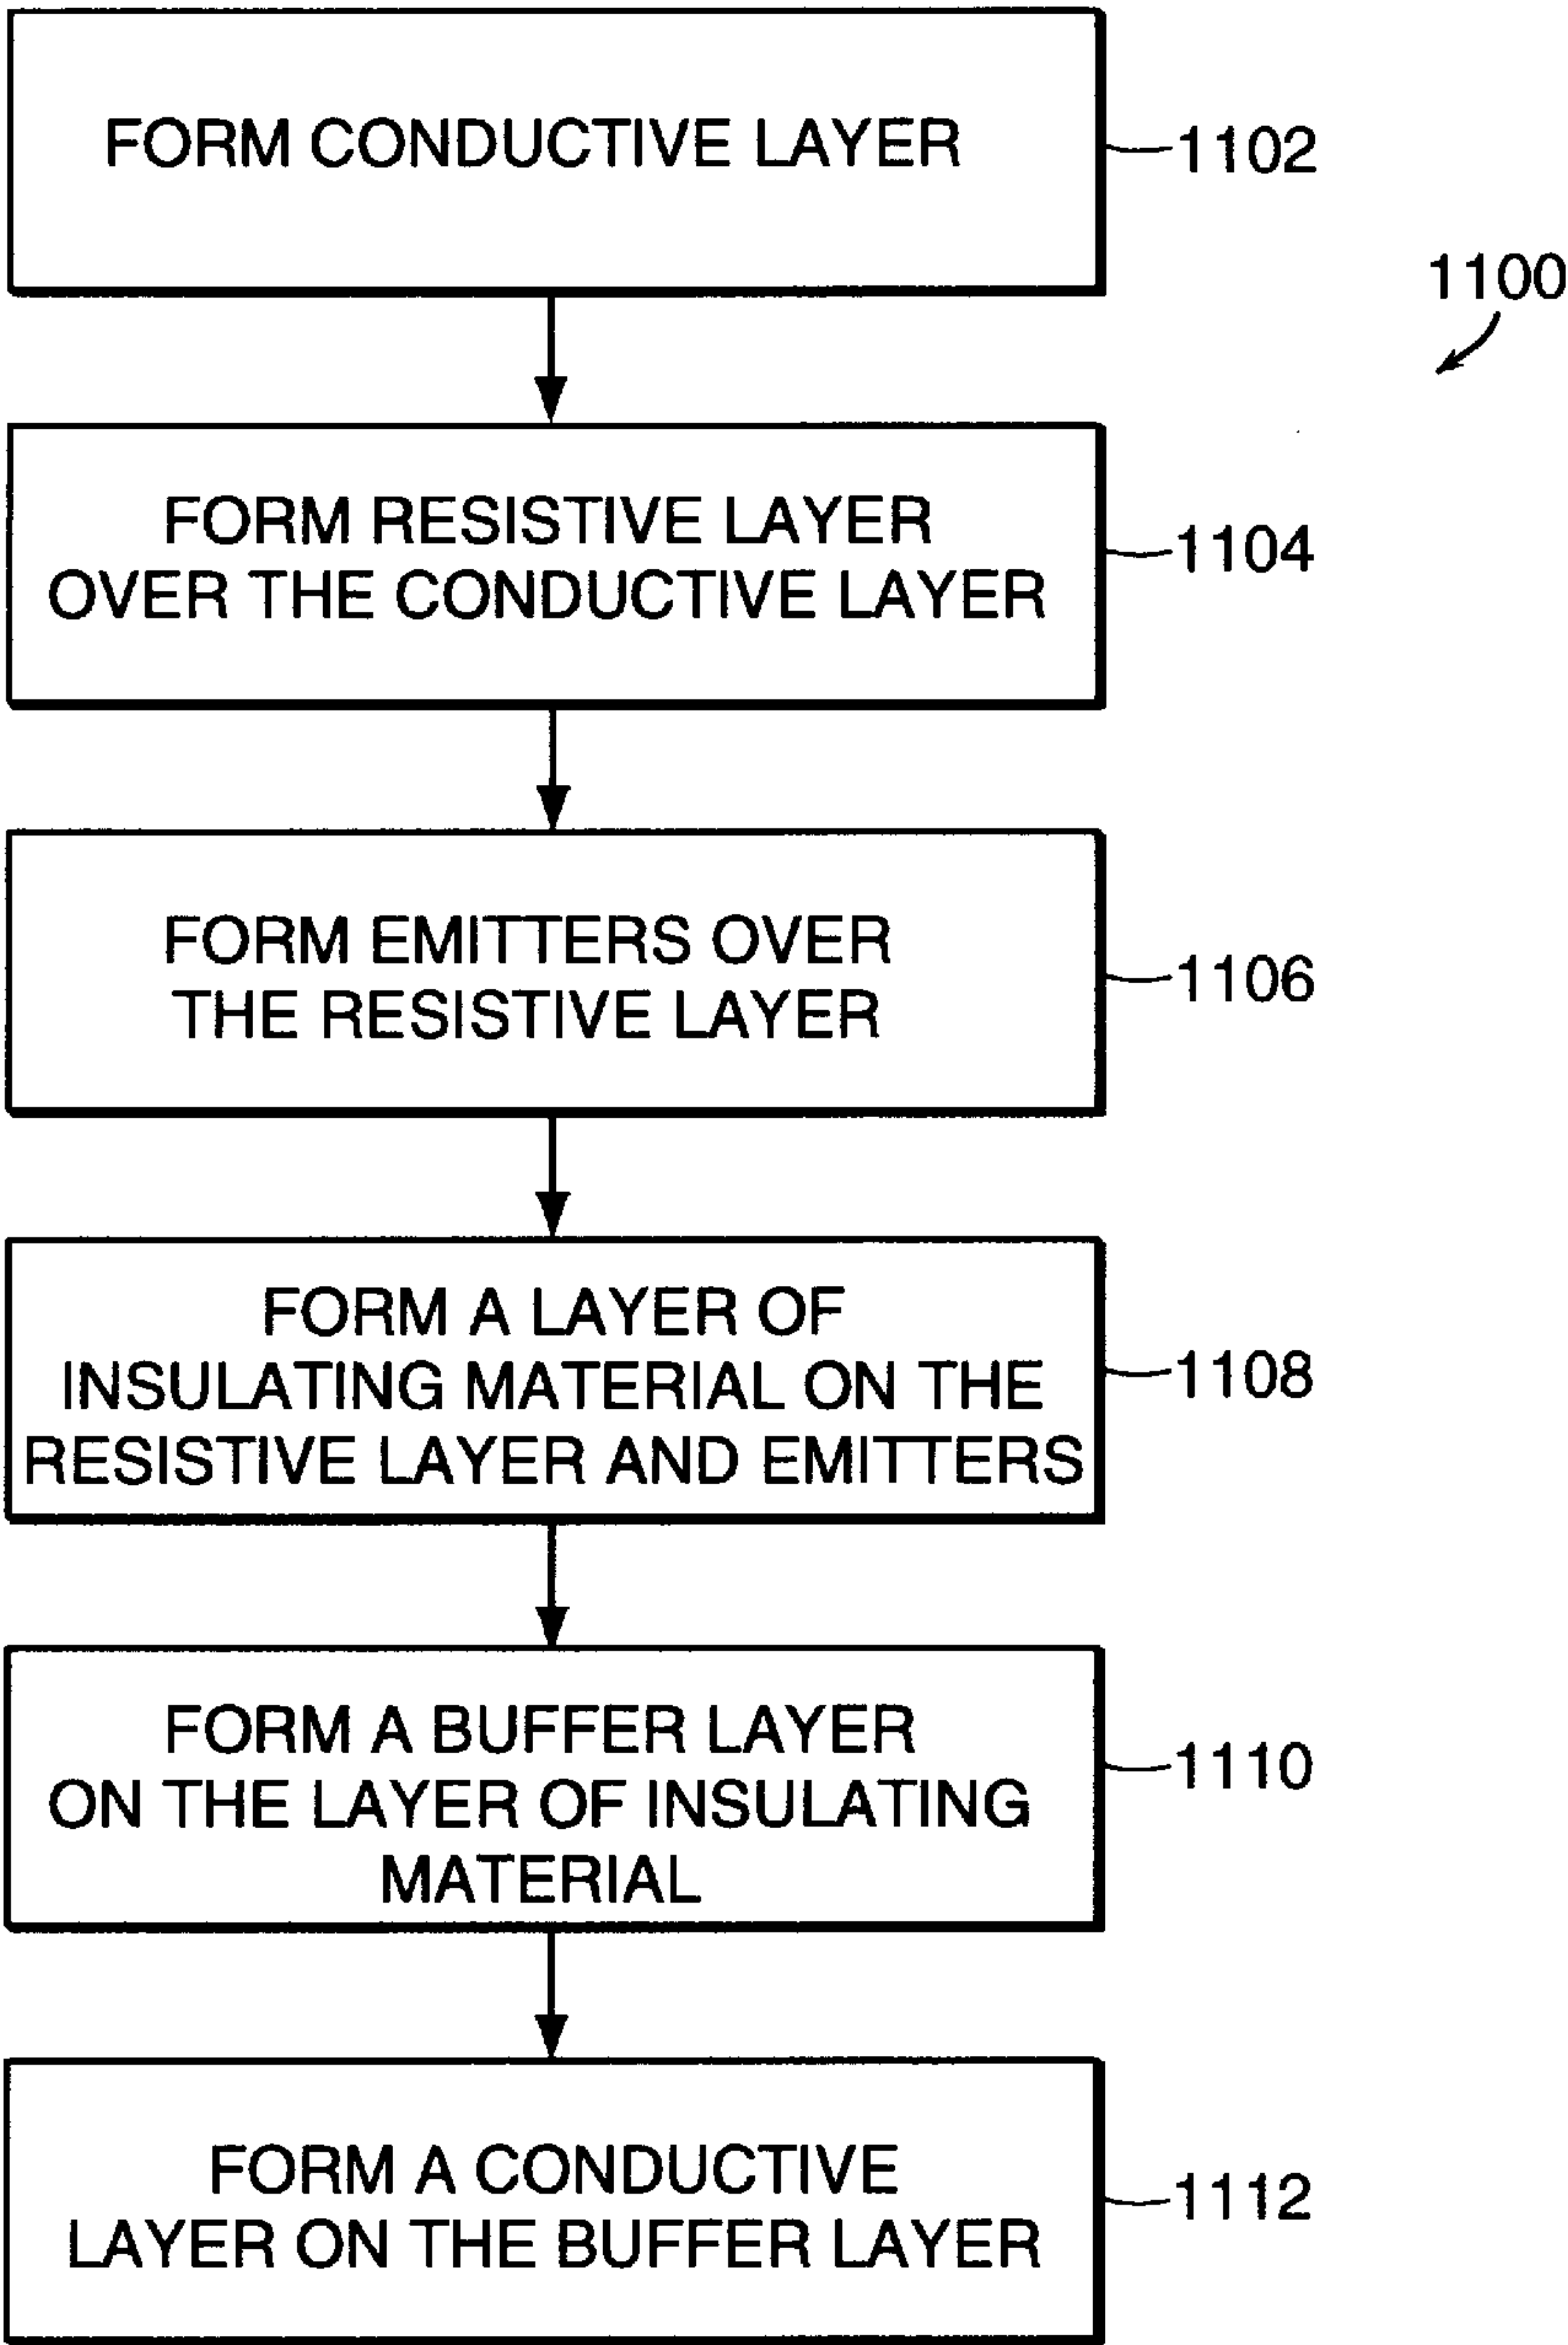 FORM CONDUCTIVE LAYER
1102
1100
FORM RESISTIVE LAYER
OVER THE CONDUCTIVE LAYER
1104
FORM EMITTERS OVER
THE RESISTIVE LAYER
1106
FORM A LAYER OF
INSULATING MATERIAL ON THE
RESISTIVE LAYER AND EMITTERS
1108
FORM A BUFFER LAYER
ON THE LAYER OF INSULATING
MATERIAL
1110
FORM A CONDUCTIVE
LAYER ON THE BUFFER LAYER
1112